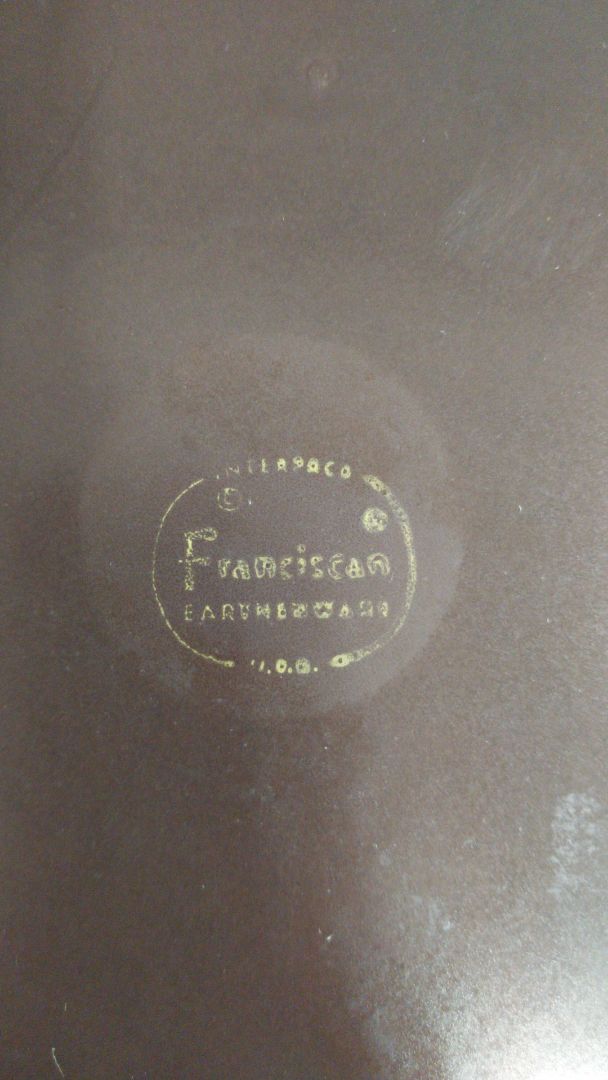 INTERPACE
©
®
Franciscan
EARTHENWARE